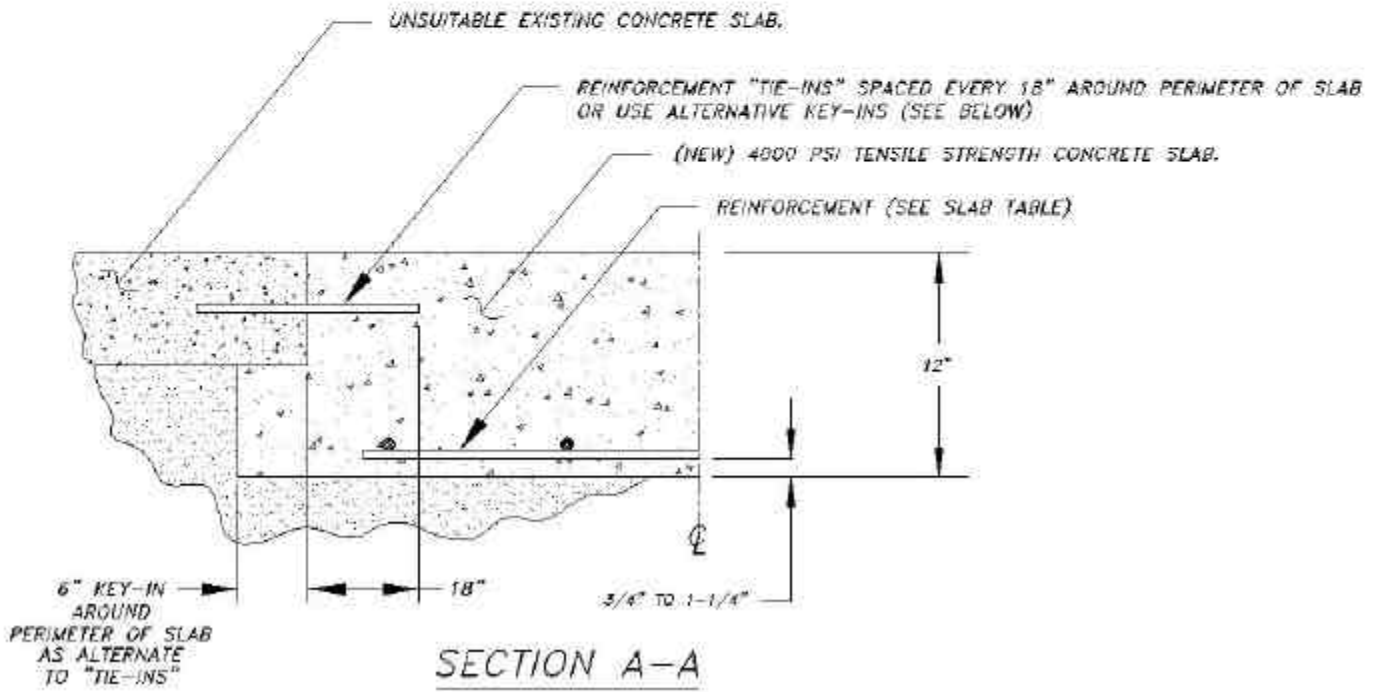 UNSUITABLE EXISTING CONCRETE SLAB.
REINFORCEMENT "TIE-INS" SPACED EVERY 18" AROUND PERIMETER OF SLAB
OR USE ALTERNATIVE KEY-INS (SEE BELOW)
(NEW) 4000 PSI TENSILE STRENGTH CONCRETE SLAB.
REINFORCEMENT (SEE SLAB TABLE)
12"
6" KEY-IN
AROUND
PERIMETER OF SLAB
AS ALTERNATE
TO "TIE-INS"
18"
3/4" TO 1-1/4"
℄
SECTION A-A